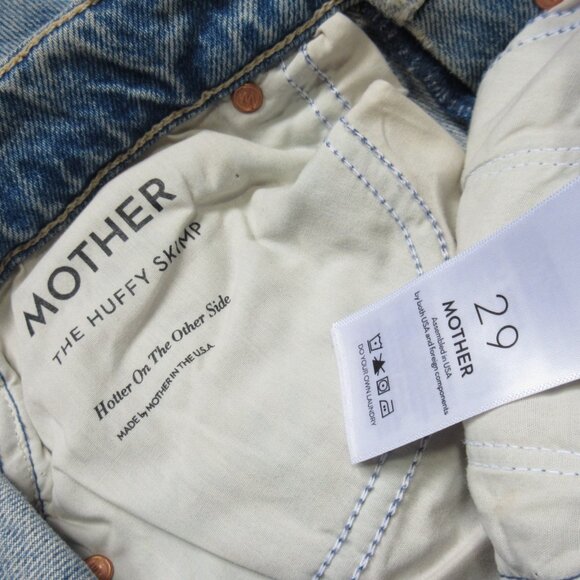 MOTHER
THE HUFFY SKIMP
Hotter On The Other Side
MADE by MOTHER IN THE U.S.A.
29
MOTHER
Assembled in USA
by both USA and foreign components
DO YOUR OWN LAUNDRY